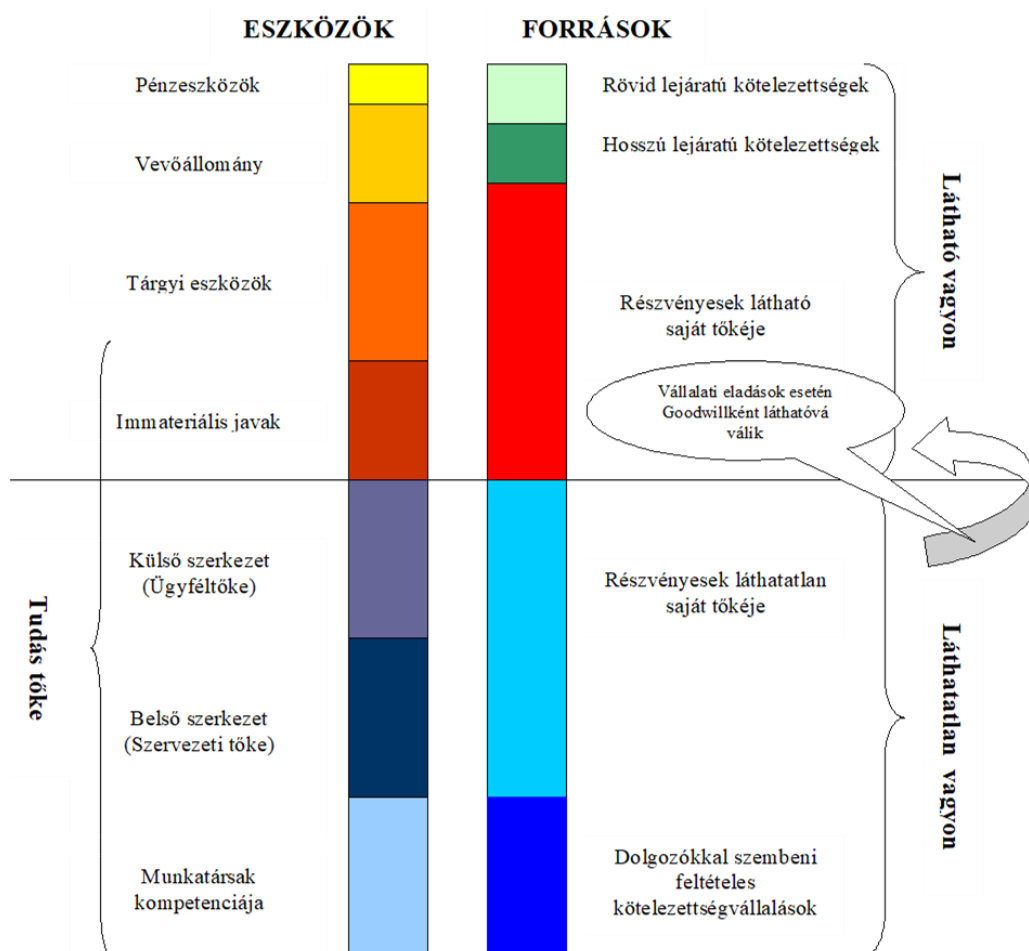 ESZKÖZÖK
FORRÁSOK
Pénzeszközök
Vevőállomány
Tárgyi eszközök
Immateriális javak
Külső szerkezet
(Ügyféltőke)
Belső szerkezet
(Szervezeti tőke)
Munkatársak
kompetenciája
Tudás tőke
Rövid lejáratú kötelezettségek
Hosszú lejáratú kötelezettségek
Részvényesek látható
saját tőkéje
Vállalati eladások esetén
Goodwillként láthatóvá
válik
Részvényesek láthatatlan
saját tőkéje
Dolgozókkal szembeni
feltételes
kötelezettségvállalások
Látható vagyon
Láthatatlan vagyon